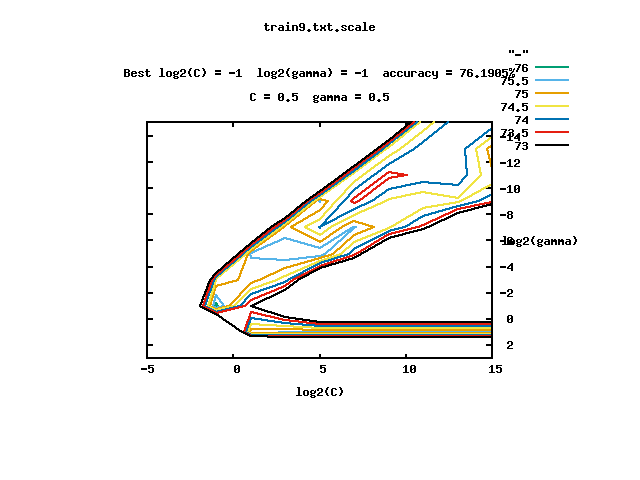 train9.txt.scale
"-"
Best log2(C) = -1  log2(gamma) = -1  accuracy = 76.1905%
76
75.5
C = 0.5  gamma = 0.5
75
74.5
74
73.5
73
-14
-12
-10
-8
-6
log2(gamma)
-4
-2
0
2
-5 0 5 10 15
log2(C)